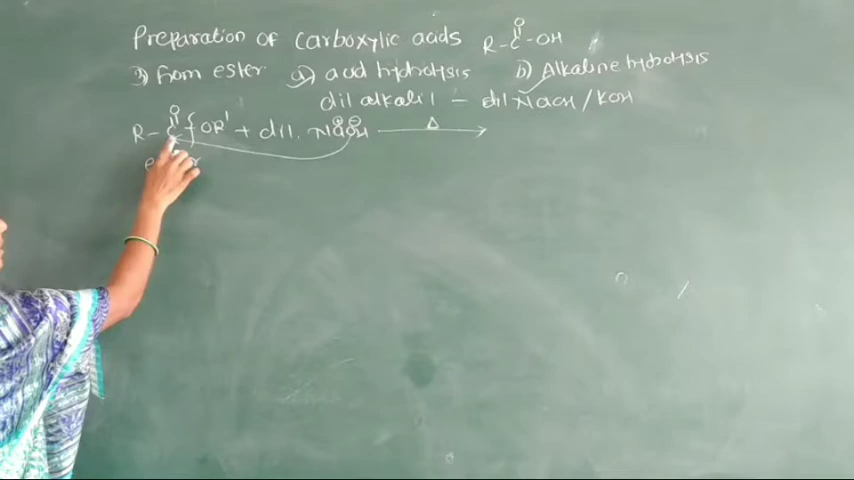 Preparation of carboxylic acids R-C-OH
O
3) from ester a) acid hydrolysis b) Alkaline hydrolysis
dil alkali - dil NaOH/KOH
O
R-C-OR' + dil. NaOH Δ
⊕ ⊖